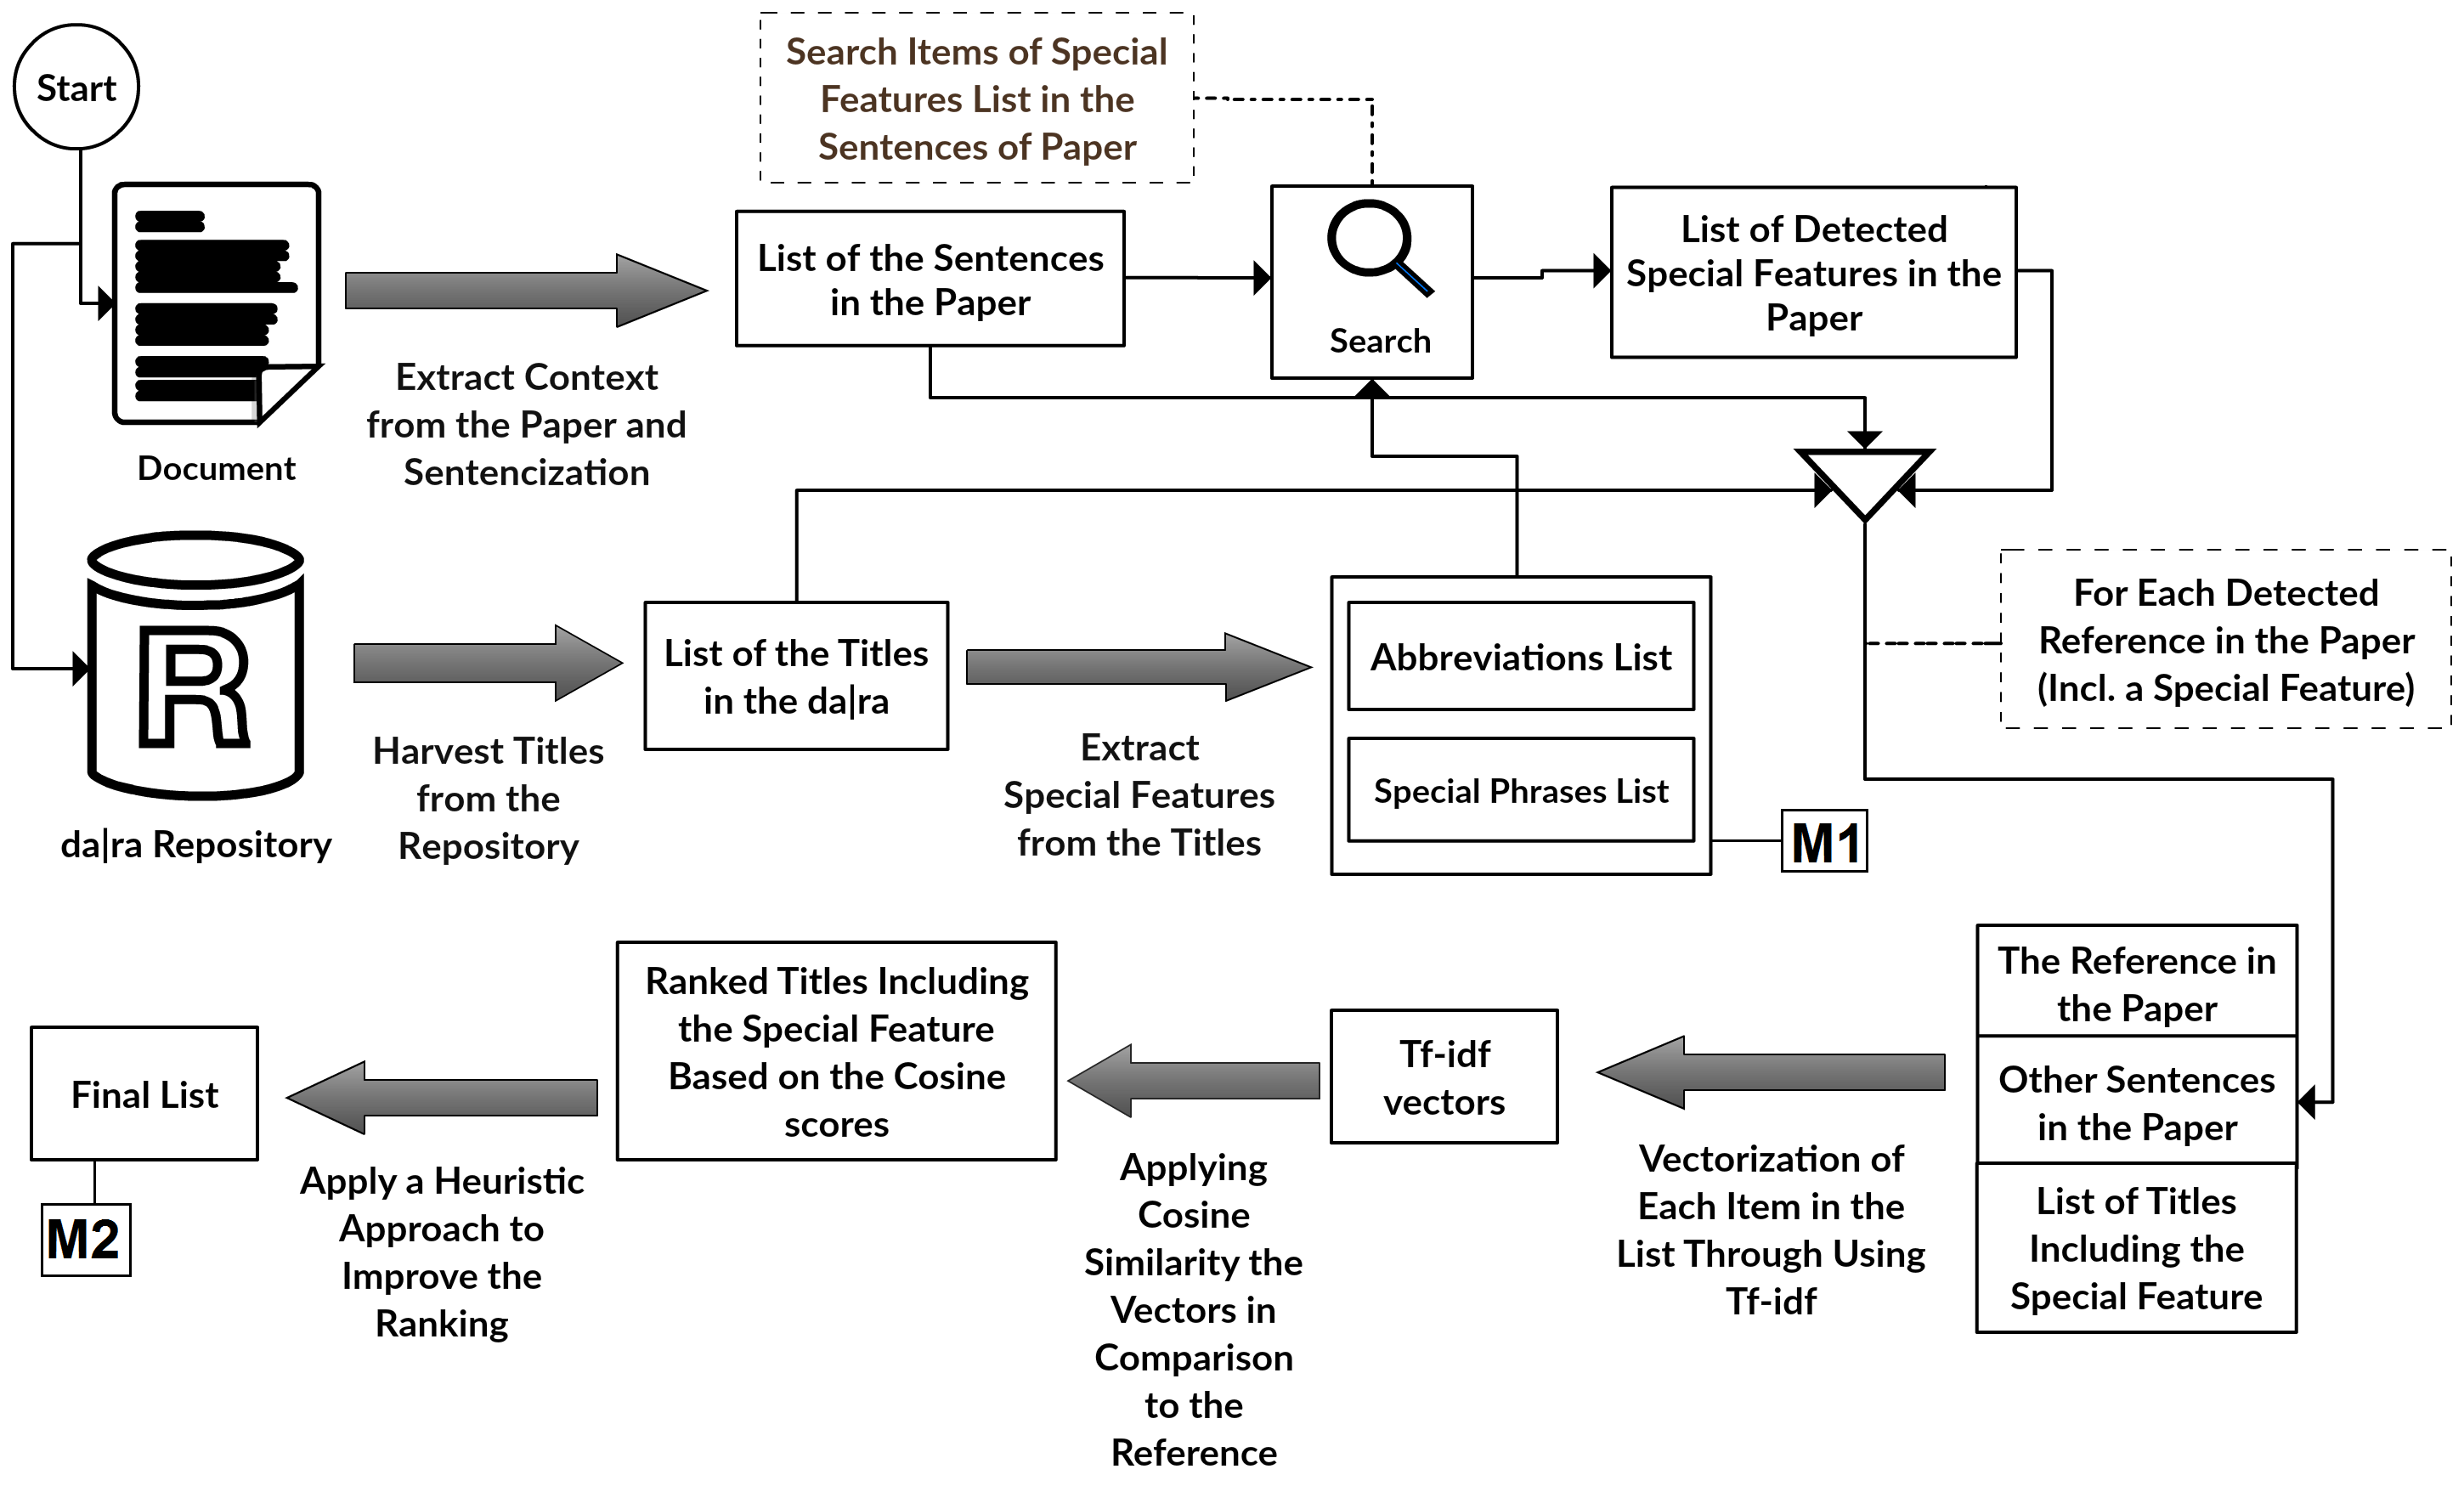 Start
Search Items of Special
Features List in the
Sentences of Paper
List of the Sentences
in the Paper
Search
List of Detected
Special Features in the
Paper
Document
Extract Context
from the Paper and
Sentencization
R
da|ra Repository
Harvest Titles
from the
Repository
List of the Titles
in the da|ra
Extract
Special Features
from the Titles
Abbreviations List
Special Phrases List
M1
For Each Detected
Reference in the Paper
(Incl. a Special Feature)
The Reference in
the Paper
Other Sentences
in the Paper
List of Titles
Including the
Special Feature
Vectorization of
Each Item in the
List Through Using
Tf-idf
Tf-idf
vectors
Applying
Cosine
Similarity the
Vectors in
Comparison
to the
Reference
Ranked Titles Including
the Special Feature
Based on the Cosine
scores
Apply a Heuristic
Approach to
Improve the
Ranking
Final List
M2